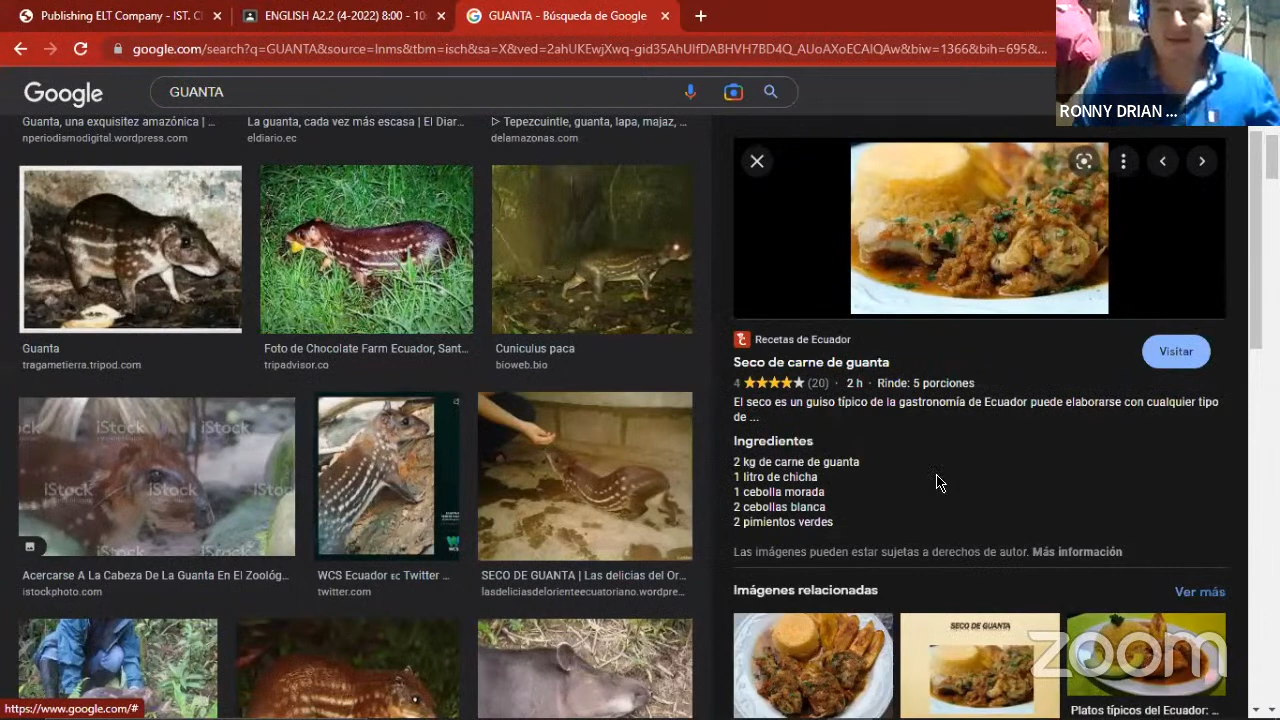 Publishing ELT Company - IST. C
ENGLISH A2.2 (4-2022) 8:00 - 10:
GUANTA - Búsqueda de Google
google.com/search?q=GUANTA&source=lnms&tbm=isch&sa=X&ved=2ahUKEwjXwq-gid35AhUIfDABHVH7BD4Q_AUoAXoECAIQAw&biw=1366&bih=695&...
RONNY DRIAN ...
Google
GUANTA
Guanta, una exquisitez amazónica | ...
nperiodismodigital.wordpress.com
La guanta, cada vez más escasa | El Diar...
eldiario.ec
▷ Tepezcuintle, guanta, lapa, majaz, ...
delamazonas.com
Guanta
tragametierra.tripod.com
Foto de Chocolate Farm Ecuador, Sant...
tripadvisor.co
Cuniculus paca
bioweb.bio
iStock
iStock
iStock
Acercarse A La Cabeza De La Guanta En El Zoológ...
istockphoto.com
WCS Ecuador 🇪🇨 Twitter ...
twitter.com
SECO DE GUANTA | Las delicias del Or...
lasdeliciasdelorienteecuatoriano.wordpre...
Recetas de Ecuador
Seco de carne de guanta
Visitar
4 ★★★★★ (20) · 2 h · Rinde: 5 porciones
El seco es un guiso típico de la gastronomía de Ecuador puede elaborarse con cualquier tipo
de ...
Ingredientes
2 kg de carne de guanta
1 litro de chicha
1 cebolla morada
2 cebollas blanca
2 pimientos verdes
Las imágenes pueden estar sujetas a derechos de autor. Más información
Imágenes relacionadas
Ver más
SECO DE GUANTA
Platos típicos del Ecuador: ...
zoom
https://www.google.com/#